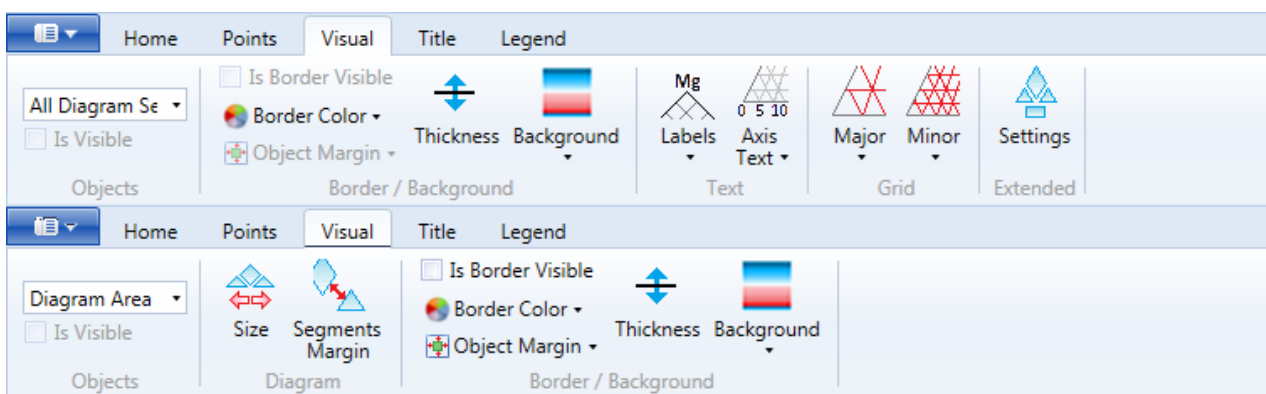 Home Points Visual Title Legend
All Diagram Se
Is Visible
Objects
Is Border Visible
Border Color
Object Margin
Thickness
Background
Border / Background
Mg
Labels
0 5 10
Axis
Text
Text
Major
Minor
Grid
Settings
Extended
Home Points Visual Title Legend
Diagram Area
Is Visible
Objects
Size
Segments
Margin
Diagram
Is Border Visible
Border Color
Object Margin
Thickness
Background
Border / Background